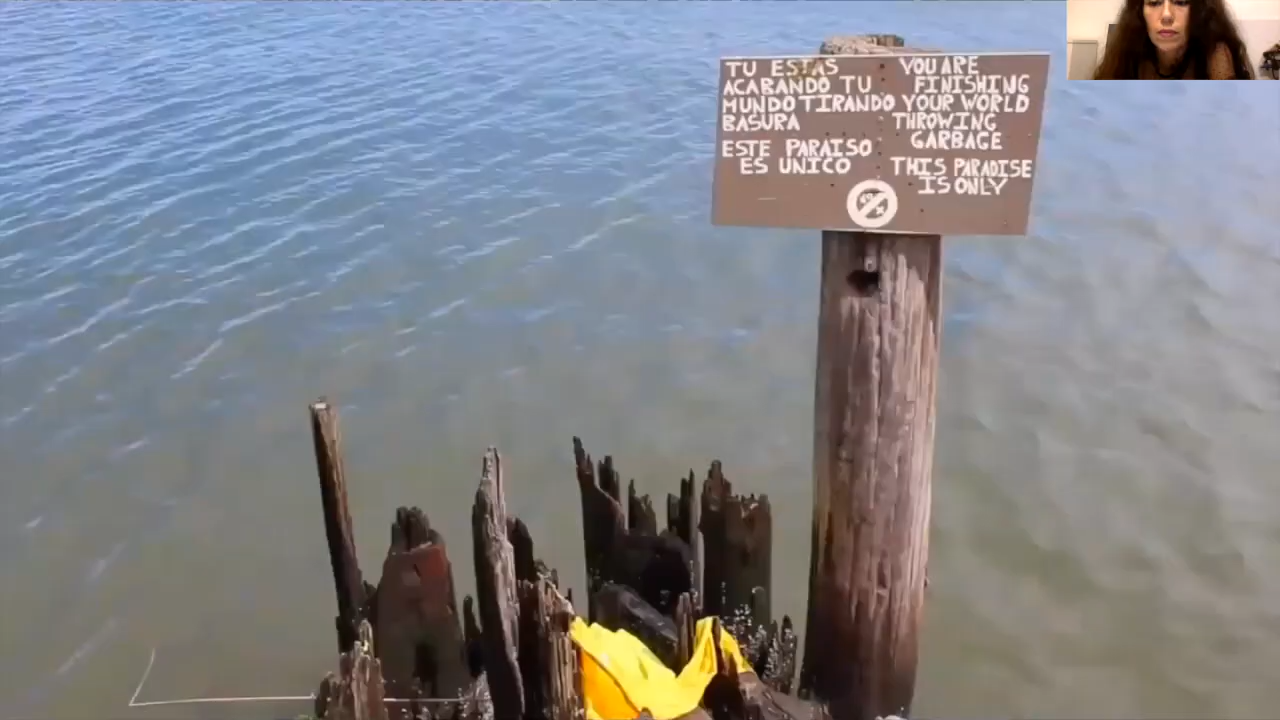 TU ESTAS
ACABANDO TU
MUNDO TIRANDO
BASURA
ESTE PARAISO
ES UNICO
YOU ARE
FINISHING
YOUR WORLD
THROWING
GARBAGE
THIS PARADISE
IS ONLY